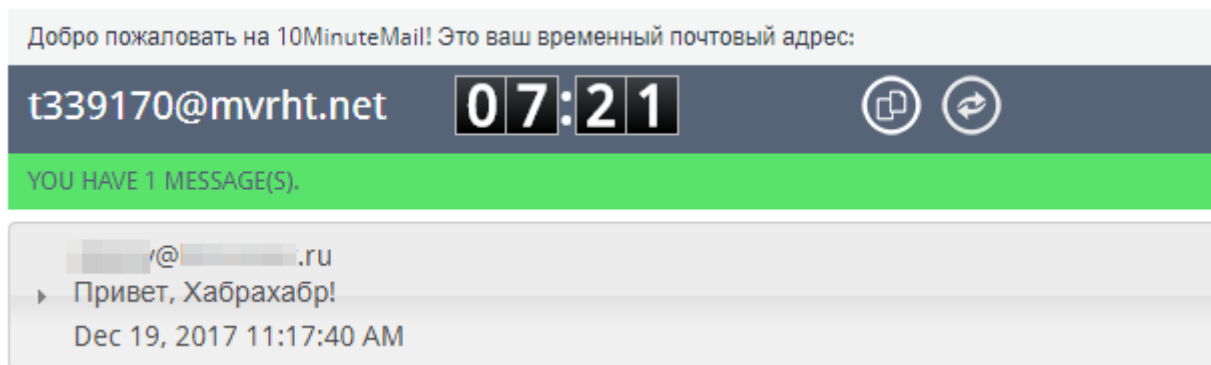 Добро пожаловать на 10MinuteMail! Это ваш временный почтовый адрес:
t339170@mvrht.net 07:21
YOU HAVE 1 MESSAGE(S).
@ .ru
Привет, Хабрахабр!
Dec 19, 2017 11:17:40 AM